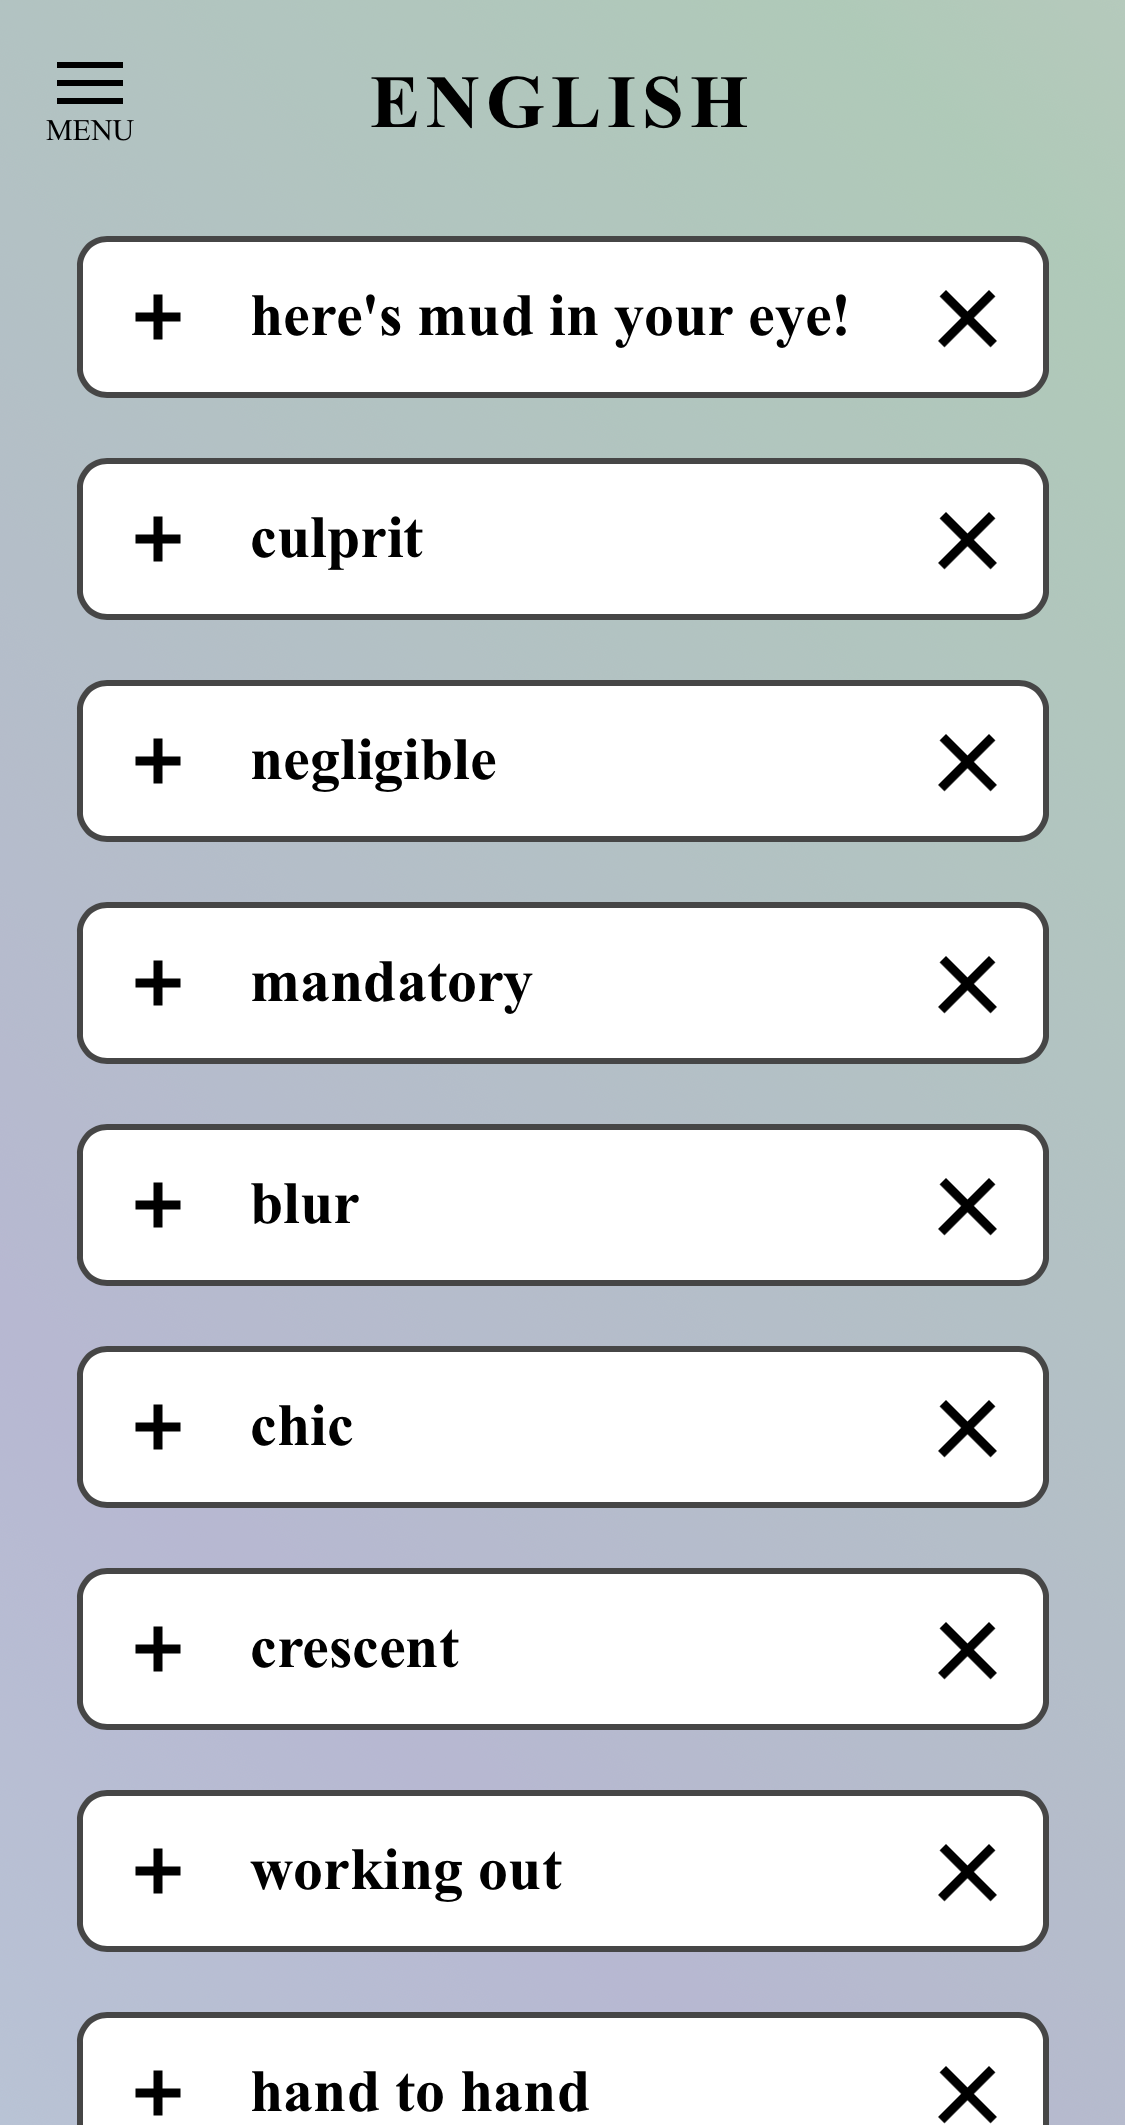 MENU
ENGLISH
here's mud in your eye!
culprit
negligible
mandatory
blur
chic
crescent
working out
hand to hand